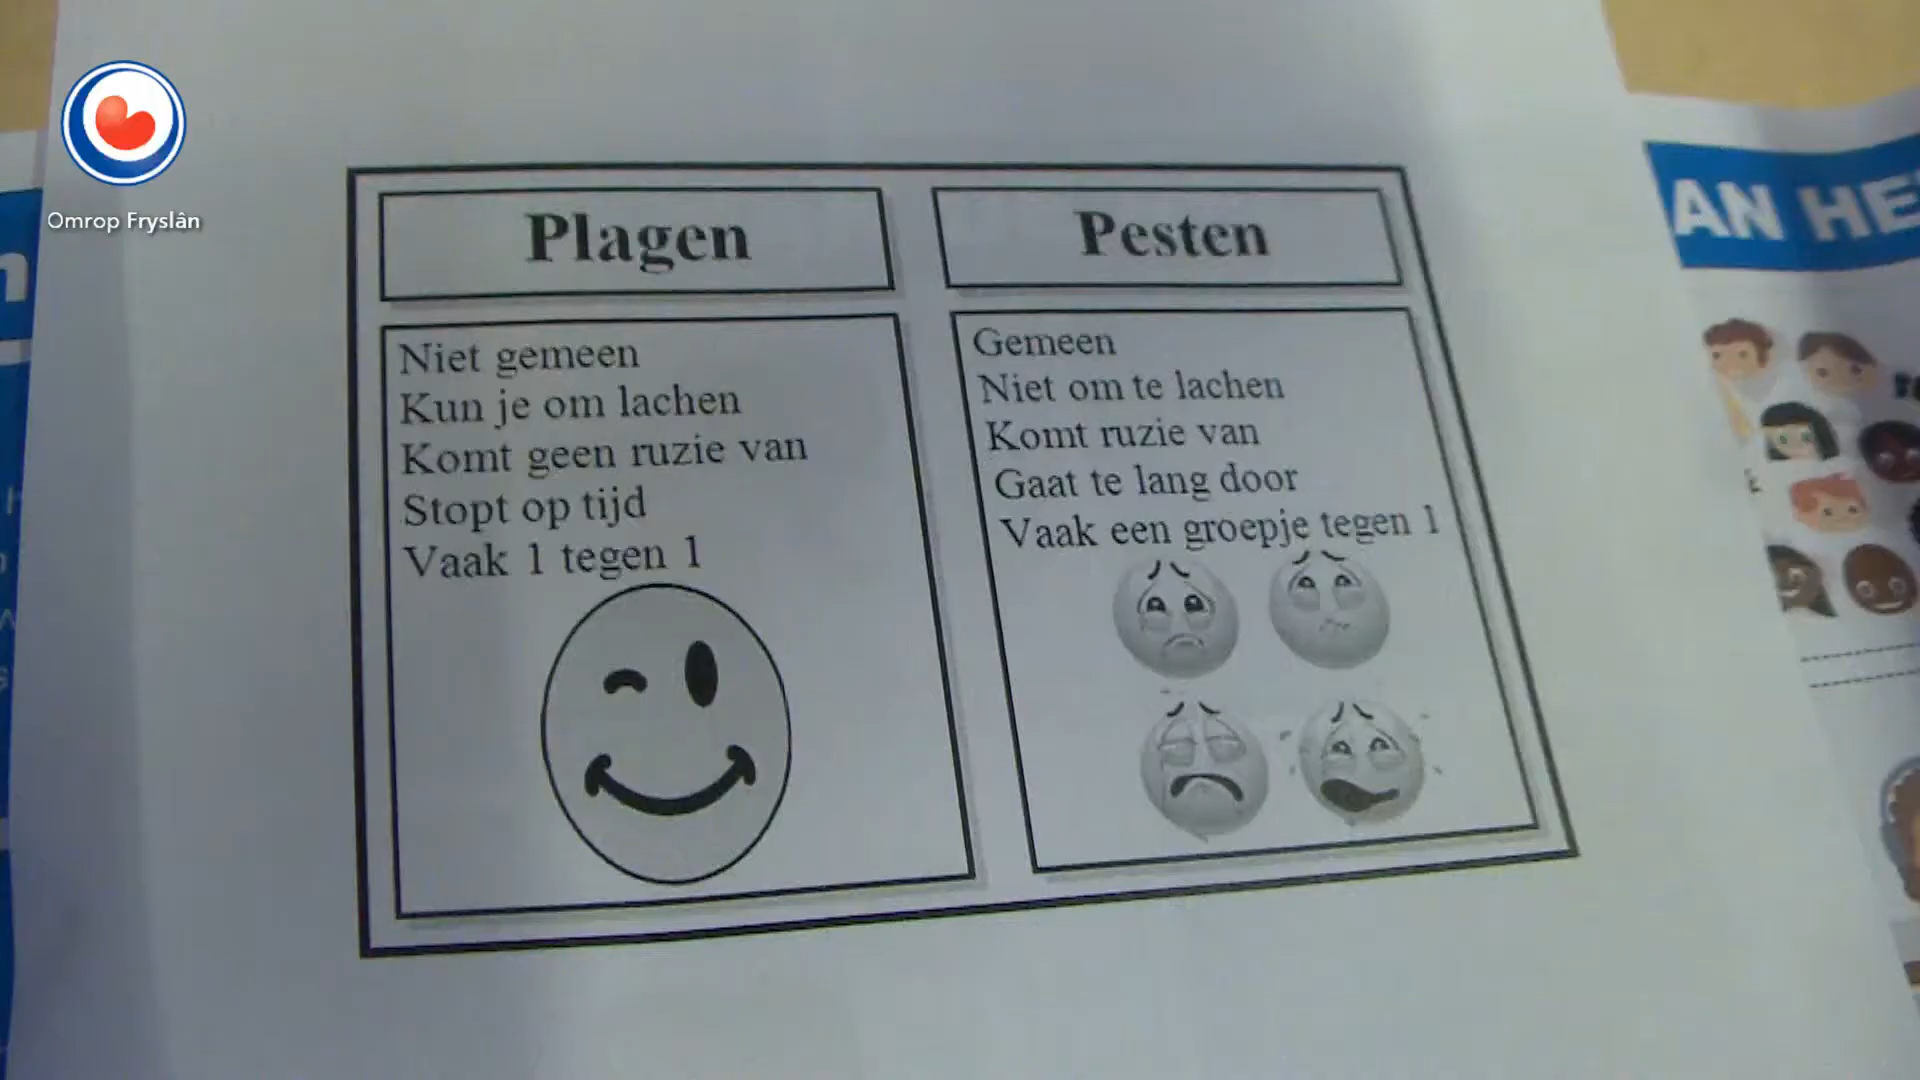 Omrop Fryslân
Plagen
Niet gemeen
Kun je om lachen
Komt geen ruzie van
Stopt op tijd
Vaak 1 tegen 1
Pesten
Gemeen
Niet om te lachen
Komt ruzie van
Gaat te lang door
Vaak een groepje tegen 1
AN HE